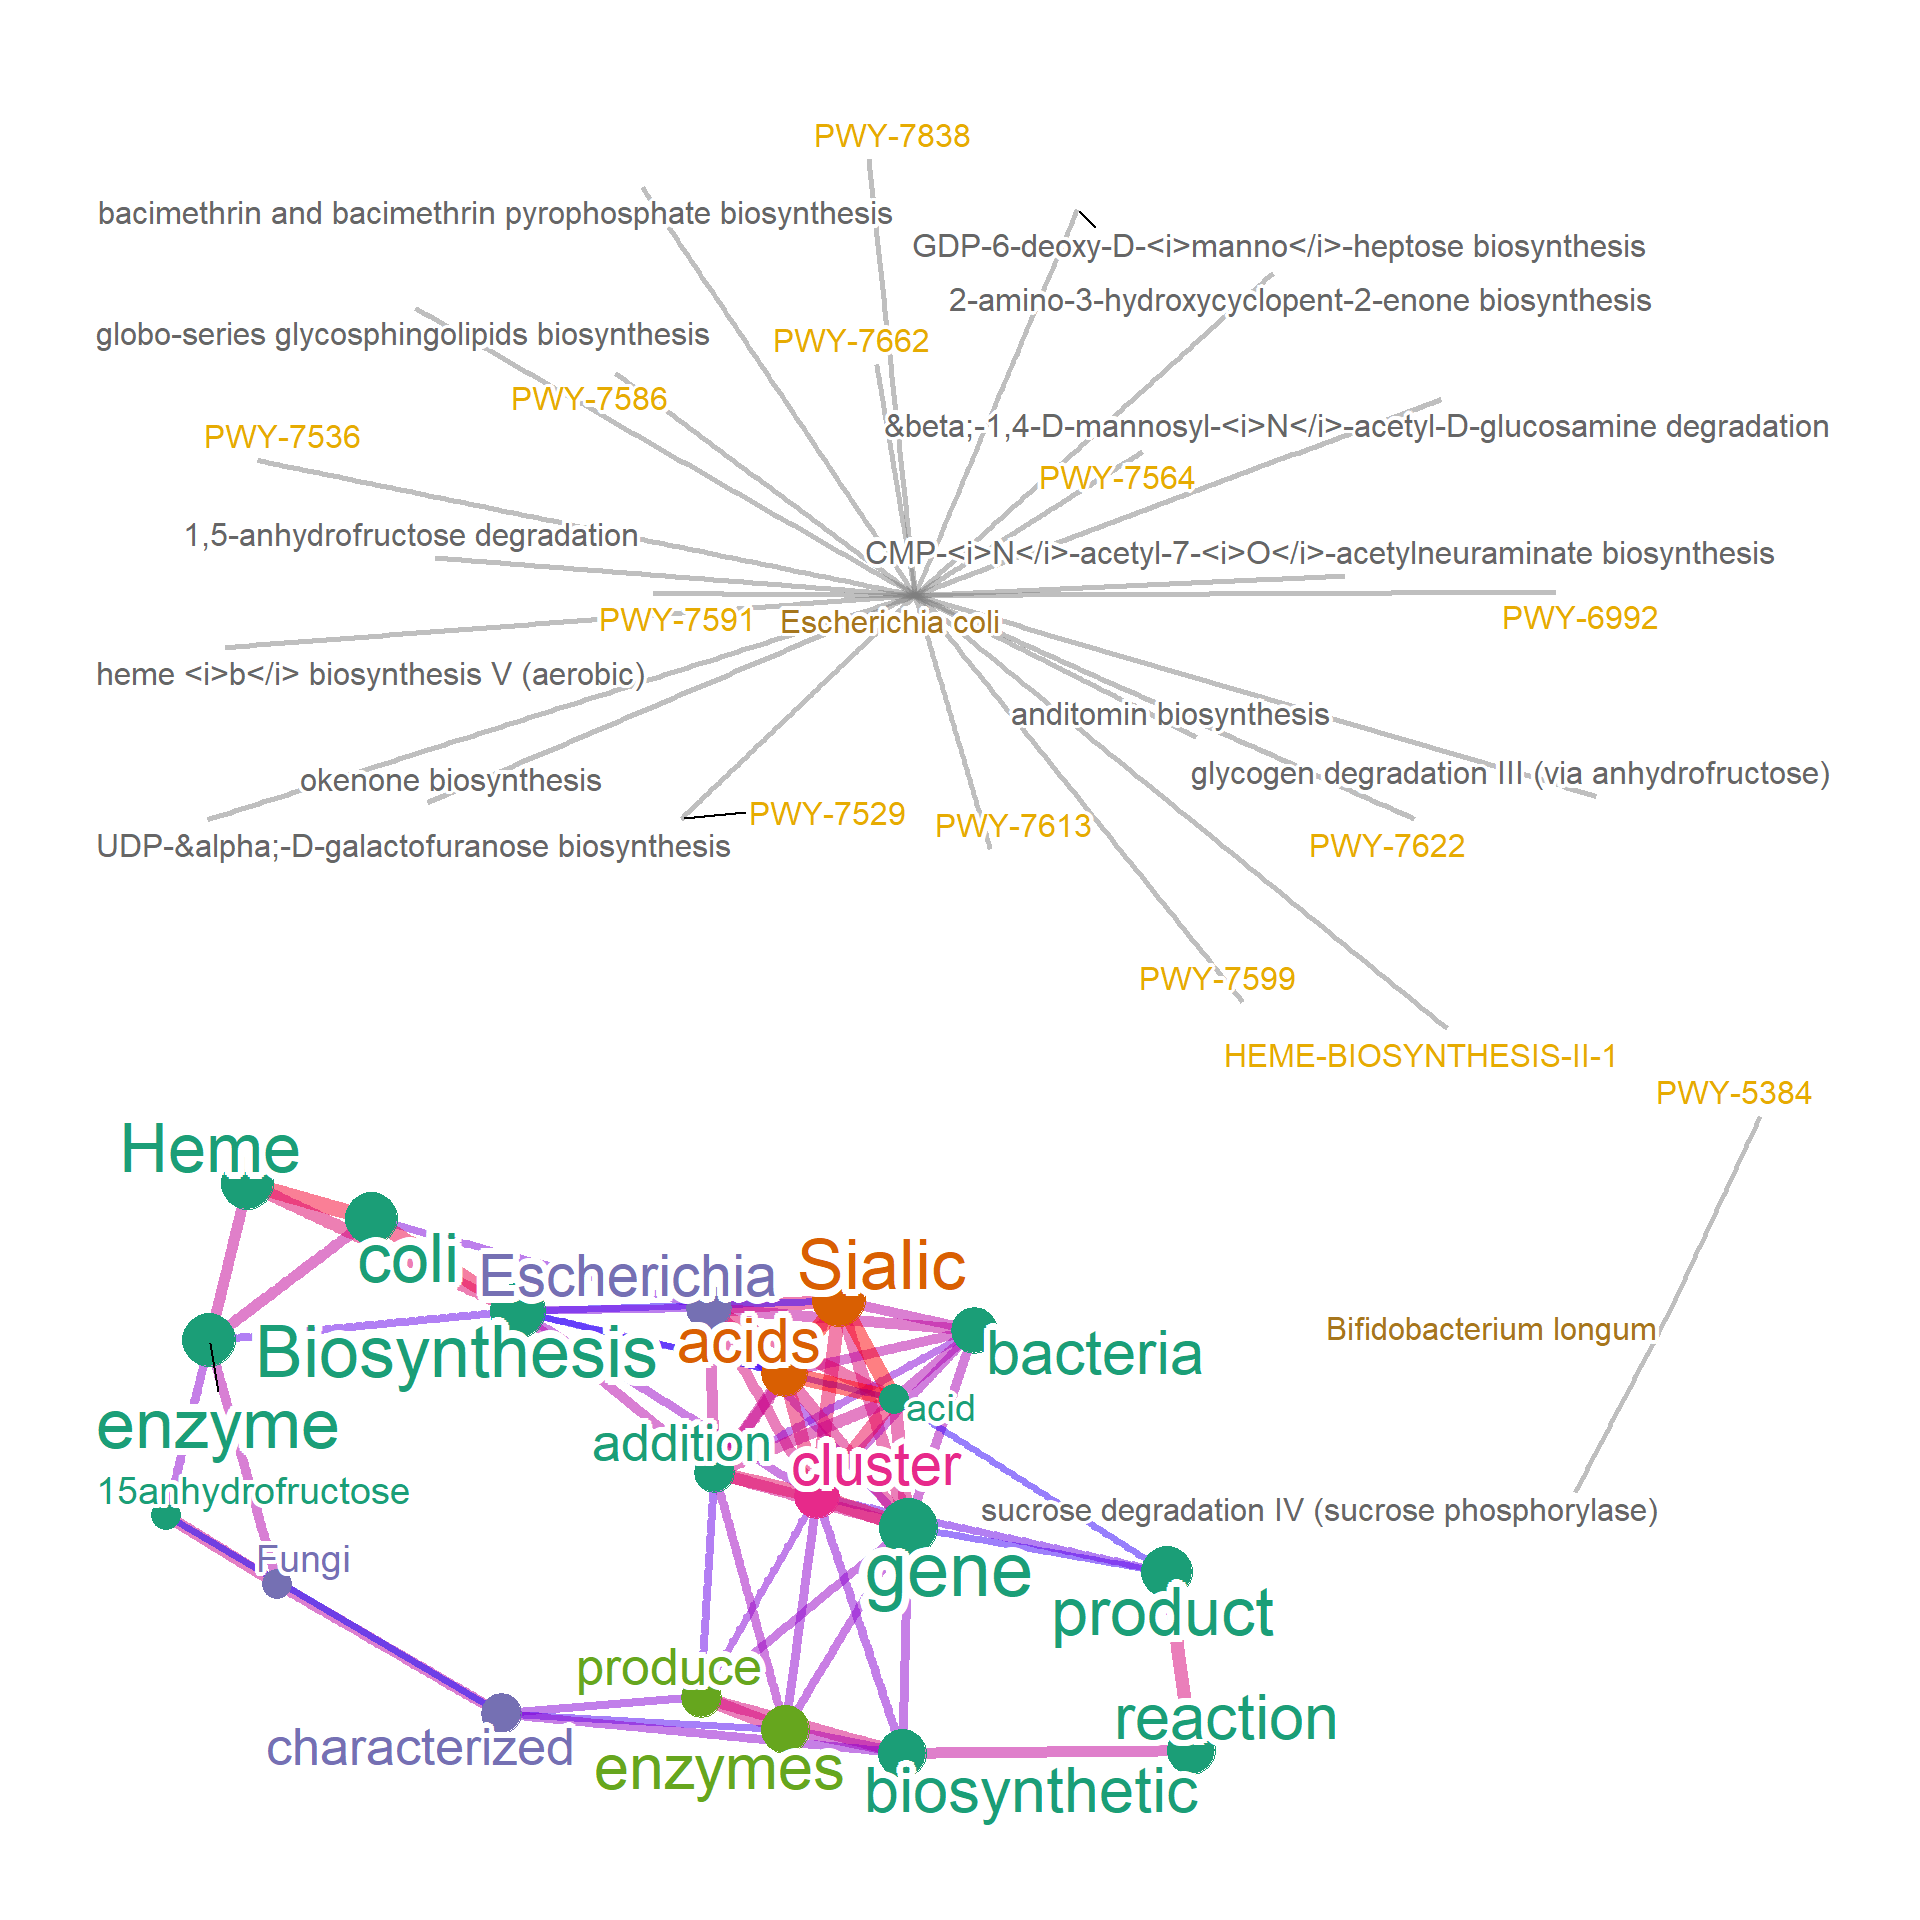 PWY-7838
bacimethrin and bacimethrin pyrophosphate biosynthesis
GDP-6-deoxy-D-<i>manno</i>-heptose biosynthesis
2-amino-3-hydroxycyclopent-2-enone biosynthesis
globo-series glycosphingolipids biosynthesis
PWY-7662
PWY-7586
&beta;-1,4-D-mannosyl-<i>N</i>-acetyl-D-glucosamine degradation
PWY-7536
PWY-7564
1,5-anhydrofructose degradation
CMP-<i>N</i>-acetyl-7-<i>O</i>-acetylneuraminate biosynthesis
PWY-7591
Escherichia coli
PWY-6992
heme <i>b</i> biosynthesis V (aerobic)
anditomin biosynthesis
okenone biosynthesis
glycogen degradation III (via anhydrofructose)
PWY-7529
PWY-7613
UDP-&alpha;-D-galactofuranose biosynthesis
PWY-7622
PWY-7599
HEME-BIOSYNTHESIS-II-1
PWY-5384
Heme
coli
Escherichia
Sialic
Bifidobacterium longum
acids
Biosynthesis
bacteria
acid
enzyme
addition
cluster
15anhydrofructose
sucrose degradation IV (sucrose phosphorylase)
Fungi
gene
product
produce
reaction
characterized
enzymes
biosynthetic